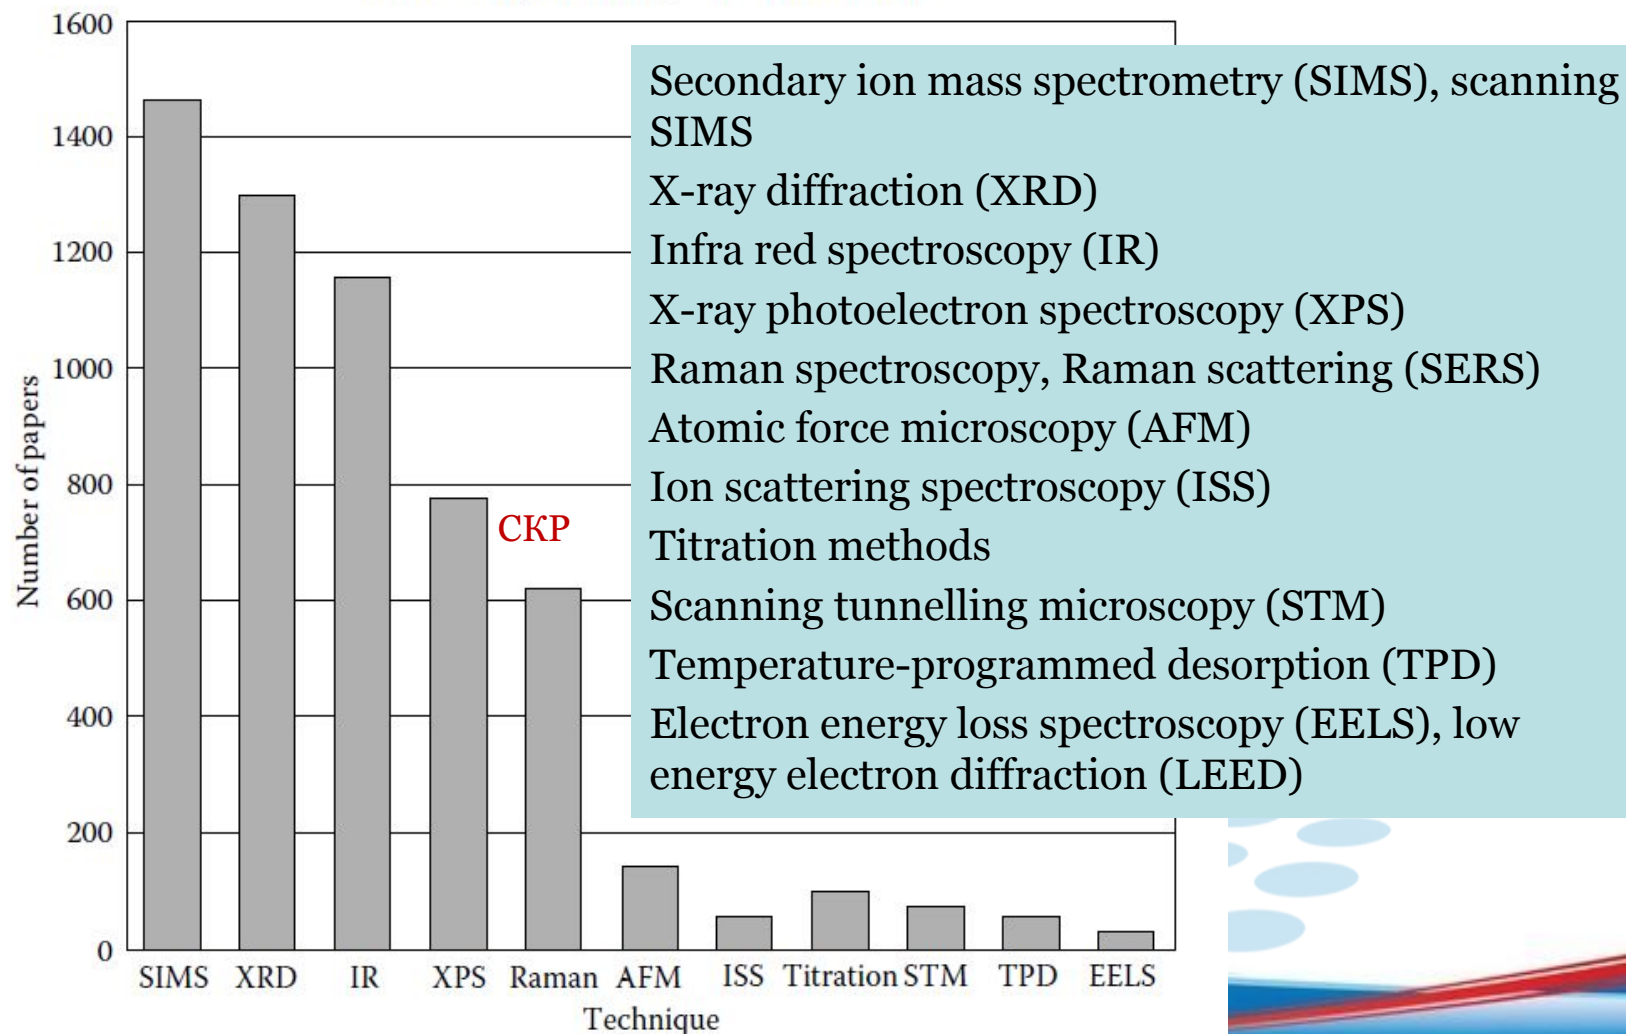 1600
1400
1200
1000
800
600
400
200
0
Number of papers
СКР
SIMS XRD IR XPS Raman AFM ISS Titration STM TPD EELS
Technique
Secondary ion mass spectrometry (SIMS), scanning
SIMS
X-ray diffraction (XRD)
Infra red spectroscopy (IR)
X-ray photoelectron spectroscopy (XPS)
Raman spectroscopy, Raman scattering (SERS)
Atomic force microscopy (AFM)
Ion scattering spectroscopy (ISS)
Titration methods
Scanning tunnelling microscopy (STM)
Temperature-programmed desorption (TPD)
Electron energy loss spectroscopy (EELS), low
energy electron diffraction (LEED)